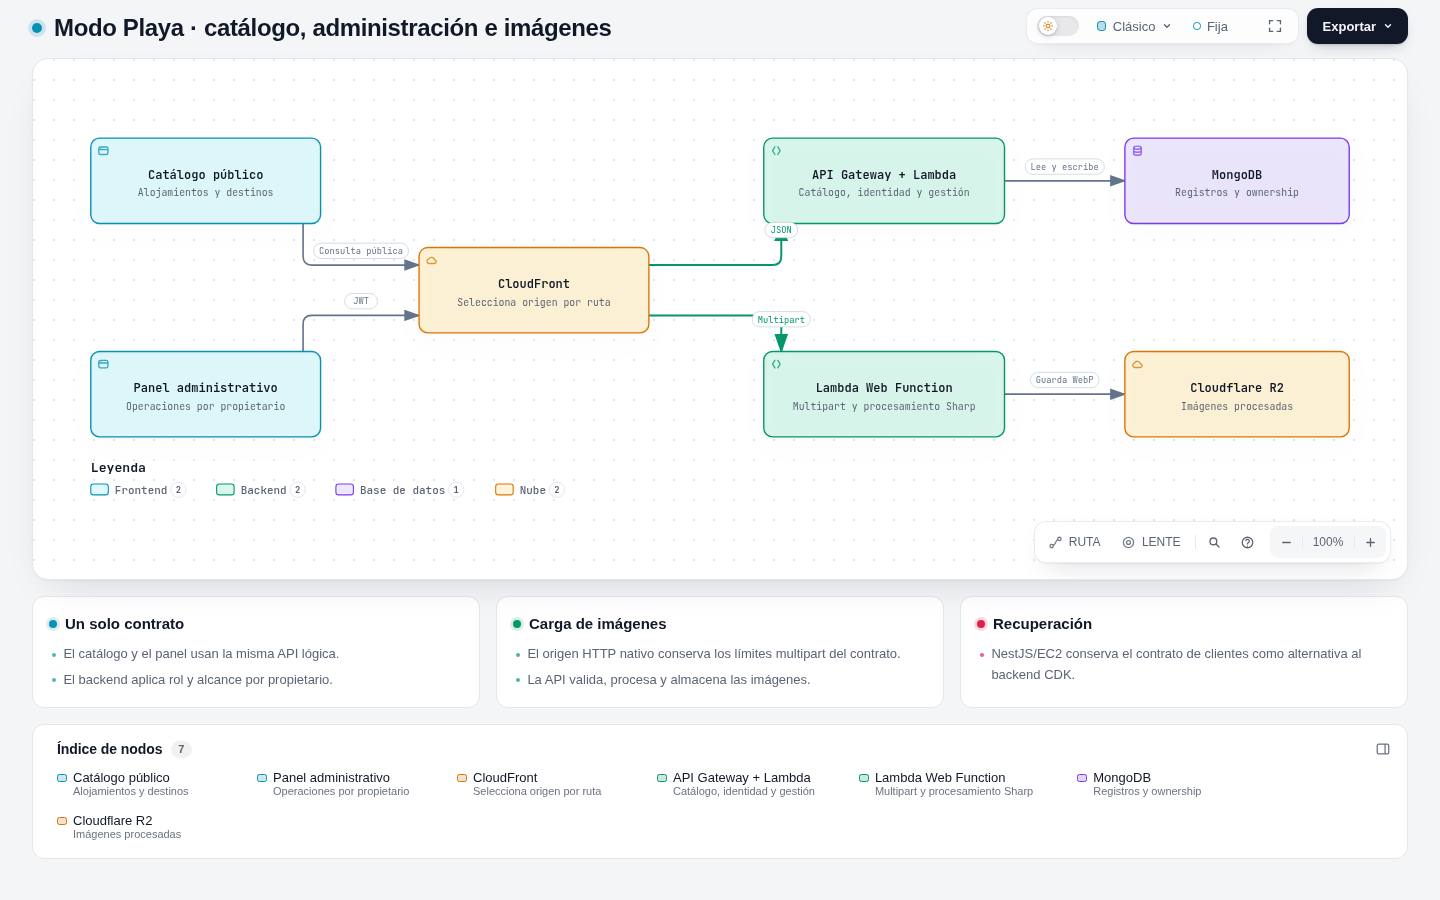 Modo Playa · catálogo, administración e imágenes
Clásico
Fija
Exportar
Catálogo público
Alojamientos y destinos
API Gateway + Lambda
Catálogo, identidad y gestión
Lee y escribe
MongoDB
Registros y ownership
JSON
Consulta pública
CloudFront
Selecciona origen por ruta
JWT
Multipart
Panel administrativo
Operaciones por propietario
Lambda Web Function
Multipart y procesamiento Sharp
Guarda WebP
Cloudflare R2
Imágenes procesadas
Leyenda
Frontend 2
Backend 2
Base de datos 1
Nube 2
RUTA
LENTE
100%
Un solo contrato
El catálogo y el panel usan la misma API lógica.
El backend aplica rol y alcance por propietario.
Carga de imágenes
El origen HTTP nativo conserva los límites multipart del contrato.
La API valida, procesa y almacena las imágenes.
Recuperación
NestJS/EC2 conserva el contrato de clientes como alternativa al
backend CDK.
Índice de nodos 7
Catálogo público
Alojamientos y destinos
Panel administrativo
Operaciones por propietario
CloudFront
Selecciona origen por ruta
API Gateway + Lambda
Catálogo, identidad y gestión
Lambda Web Function
Multipart y procesamiento Sharp
MongoDB
Registros y ownership
Cloudflare R2
Imágenes procesadas